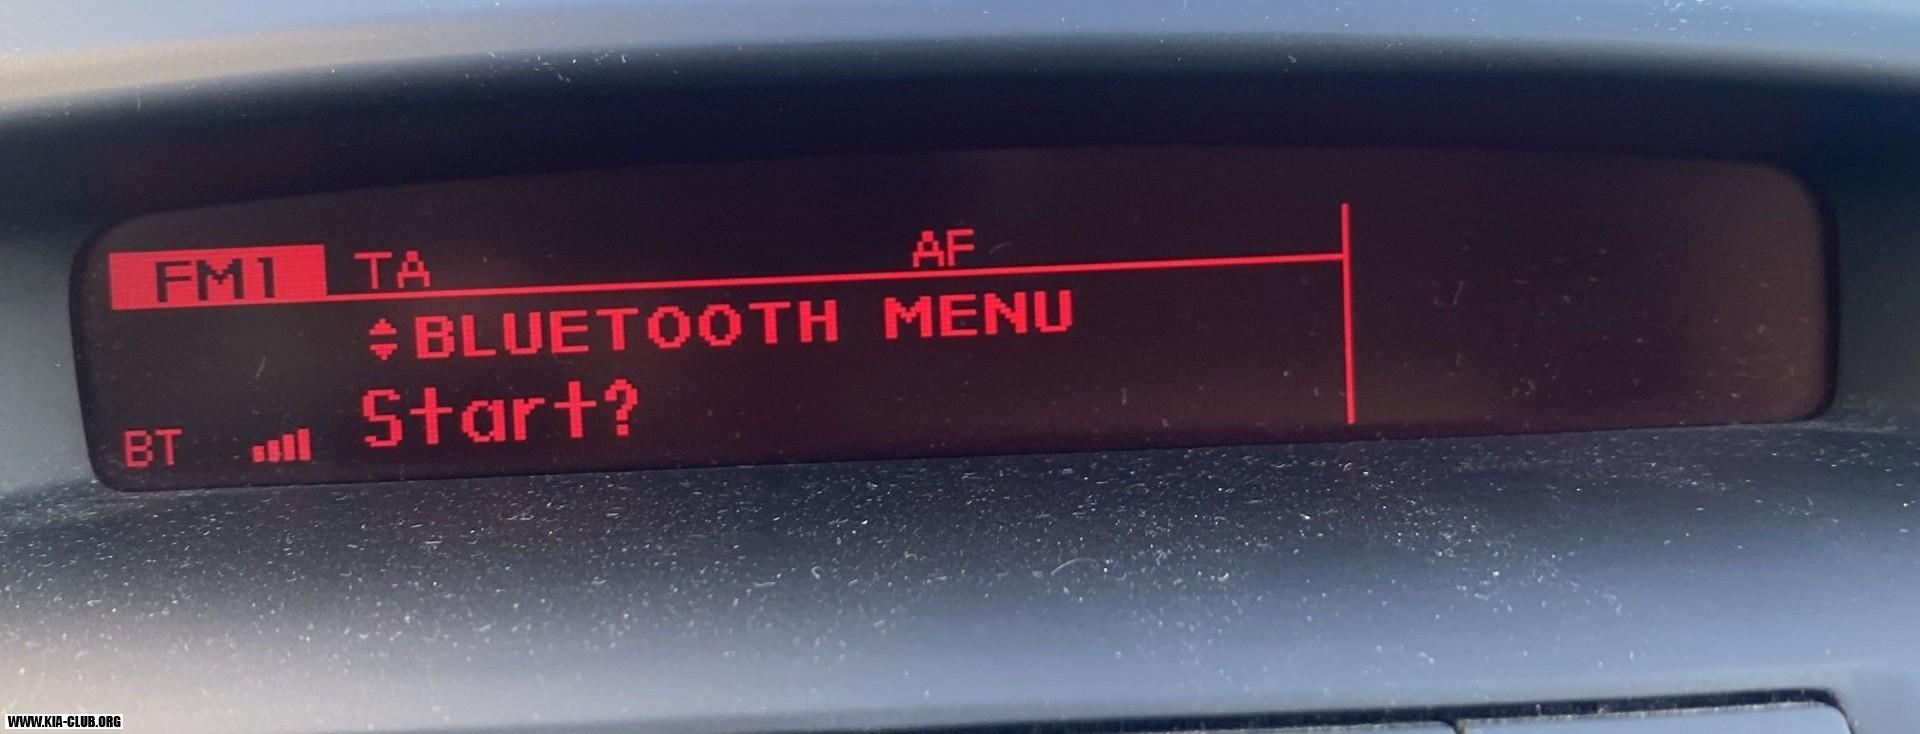 FM1 TA AF
BLUETOOTH MENU
Start?
BT
WWW.KIA-CLUB.ORG